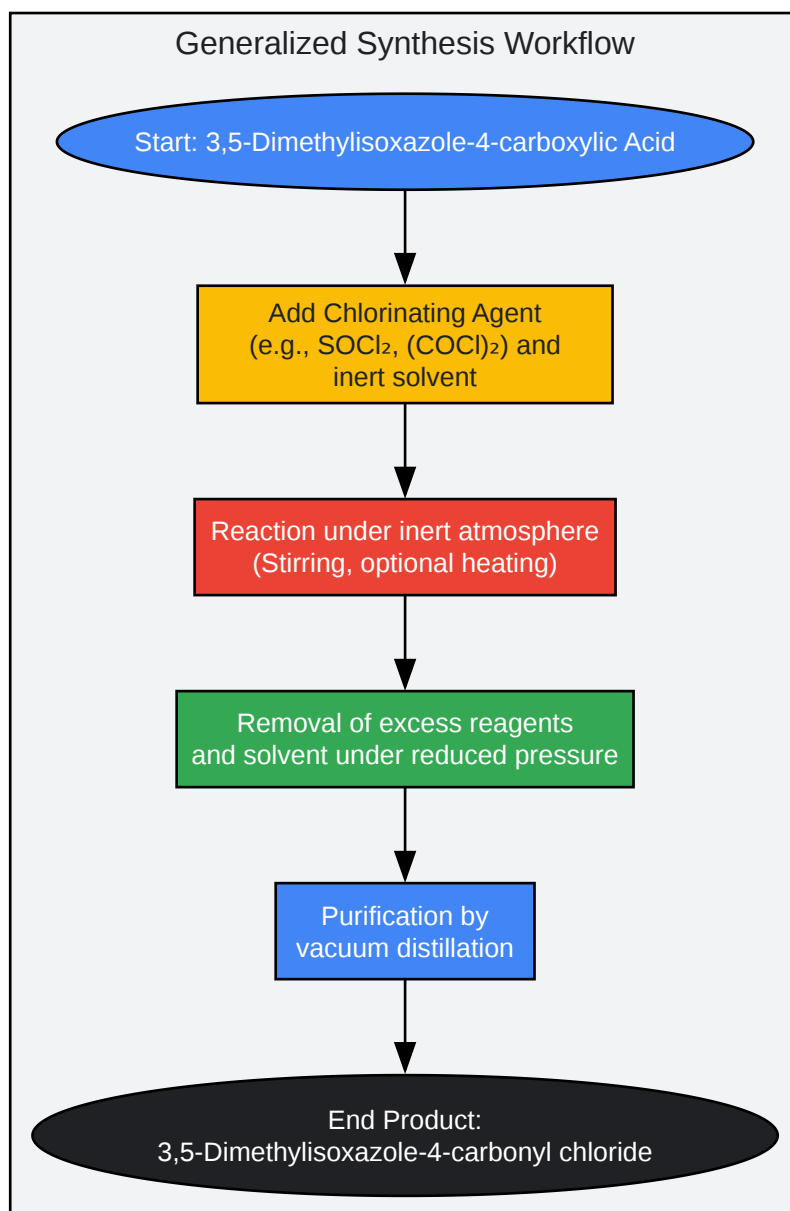 Generalized Synthesis Workflow
Start: 3,5-Dimethylisoxazole-4-carboxylic Acid
Add Chlorinating Agent
(e.g., SOCl₂, (COCl)₂) and
inert solvent
Reaction under inert atmosphere
(Stirring, optional heating)
Removal of excess reagents
and solvent under reduced pressure
Purification by
vacuum distillation
End Product:
3,5-Dimethylisoxazole-4-carbonyl chloride